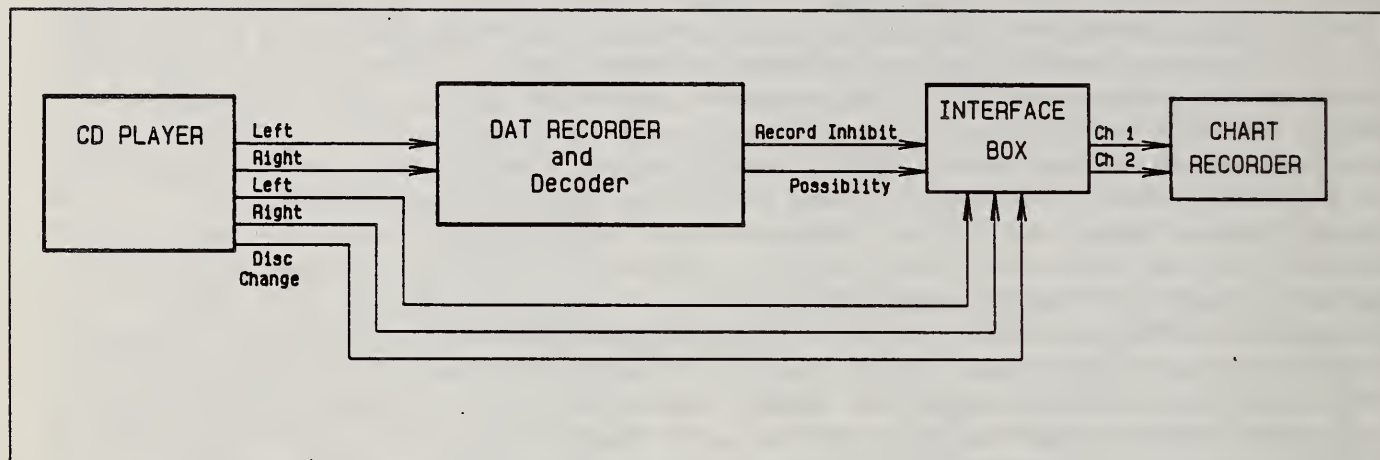 CD PLAYER
Left
Right
Left
Right
Disc
Change
DAT RECORDER
and
Decoder
Record Inhibit
Possiblity
INTERFACE
BOX
Ch 1
Ch 2
CHART
RECORDER